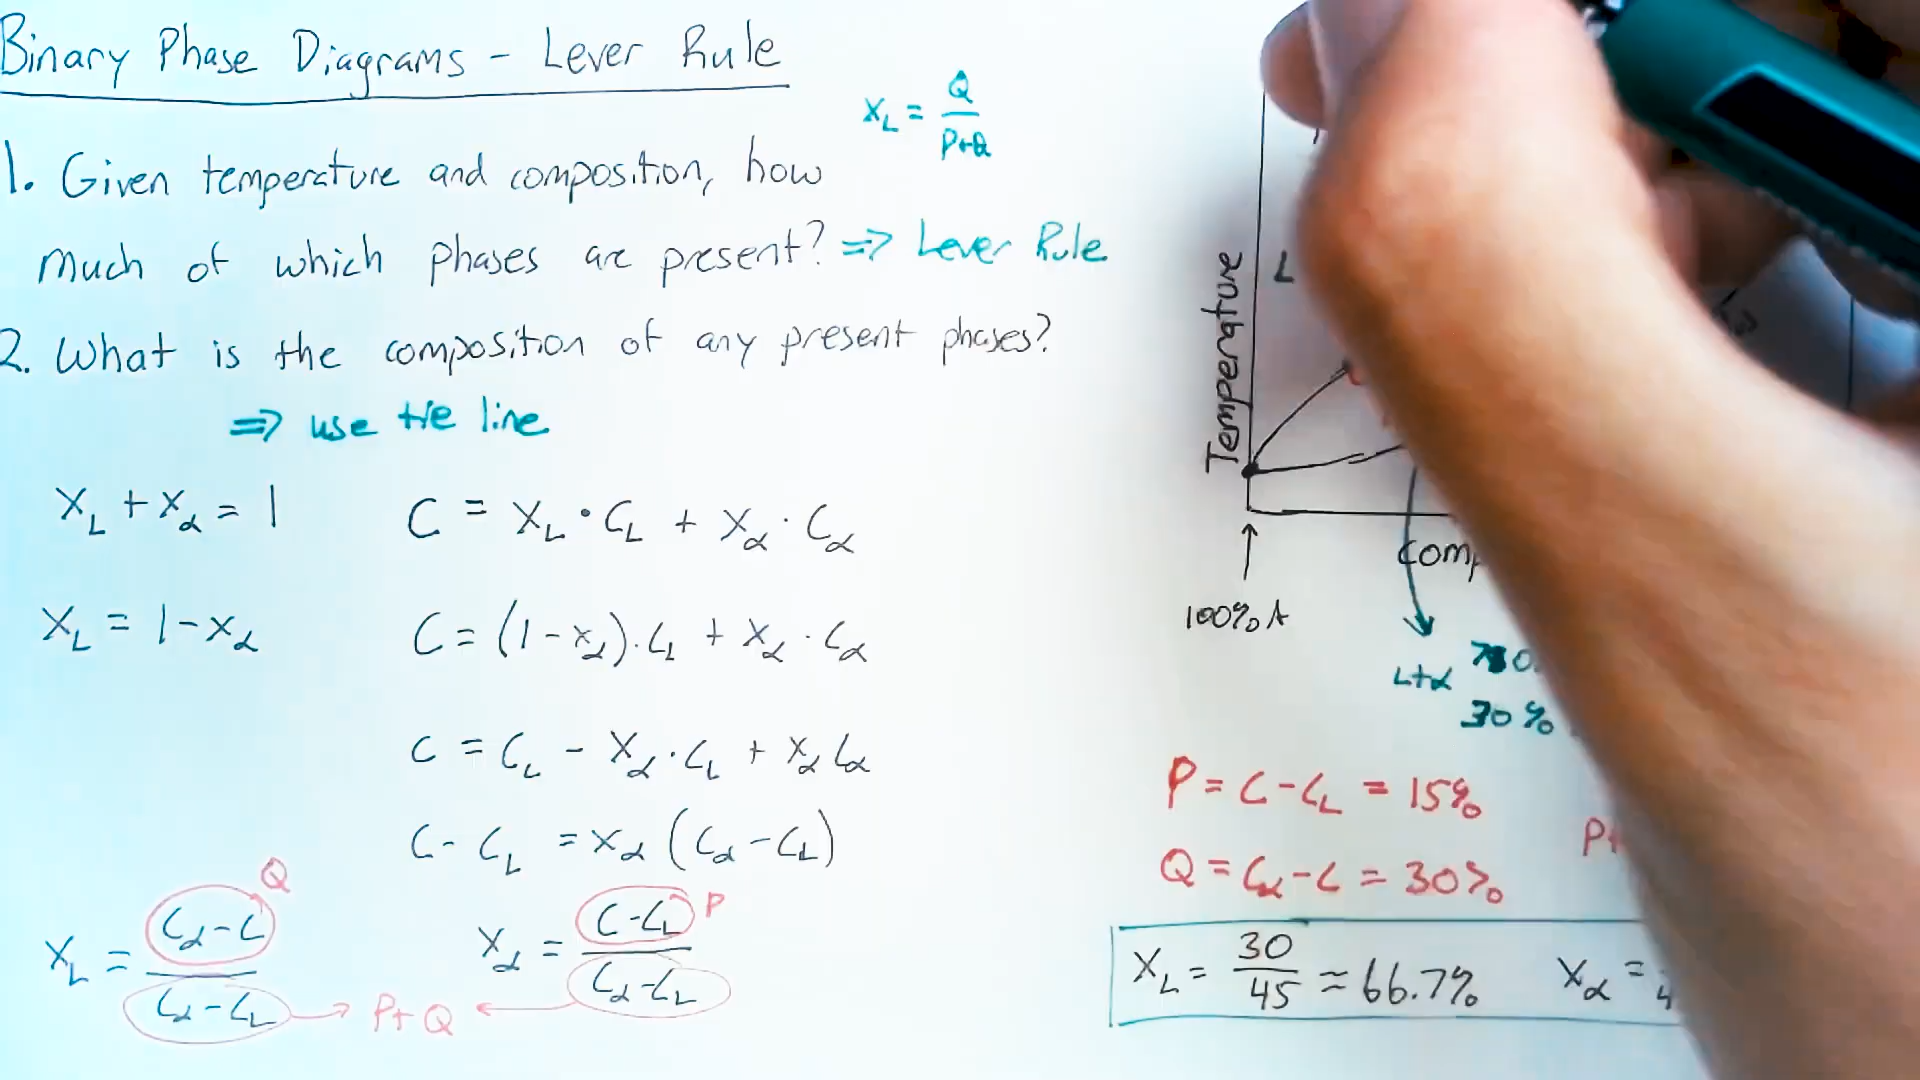 Binary Phase Diagrams - Lever Rule
X_L = Q / P+Q
1. Given temperature and composition, how
much of which phases are present? => Lever Rule
2. What is the composition of any present phases?
=> use tie line
X_L + X_α = 1
C = X_L · C_L + X_α · C_α
X_L = 1 - X_α
C = (1 - X_α) · C_L + X_α · C_α
C = C_L - X_α · C_L + X_α C_α
C - C_L = X_α (C_α - C_L)
X_L = C_α - C / C_α - C_L
Q
X_α = C - C_L / C_α - C_L
P
P+Q
Temperature
L
100% A
L+α
30%
P = C - C_L = 15%
Q = C_α - C = 30%
X_L = 30/45 ≈ 66.7%
X_α =